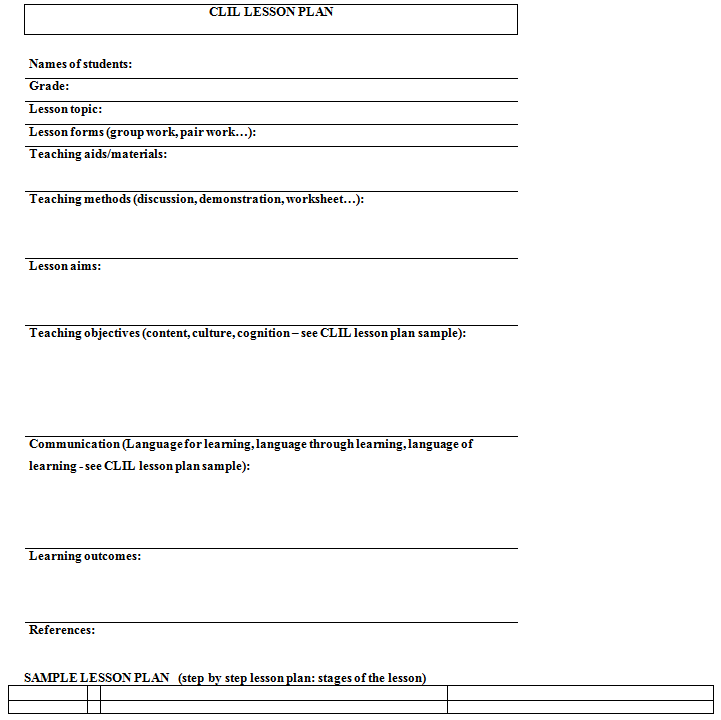 CLIL LESSON PLAN
Names of students:
Grade:
Lesson topic:
Lesson forms (group work, pair work…):
Teaching aids/materials:
Teaching methods (discussion, demonstration, worksheet…):
Lesson aims:
Teaching objectives (content, culture, cognition – see CLIL lesson plan sample):
Communication (Language for learning, language through learning, language of
learning - see CLIL lesson plan sample):
Learning outcomes:
References:
SAMPLE LESSON PLAN (step by step lesson plan: stages of the lesson)